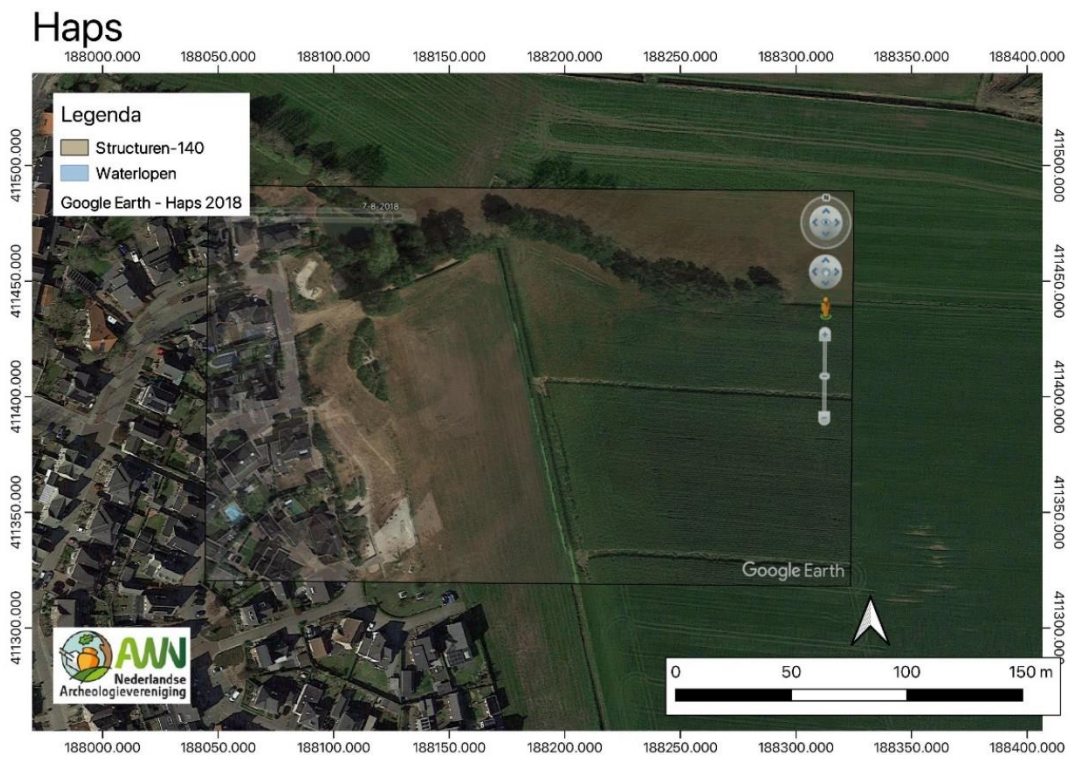 Haps
188000.000 188050.000 188100.000 188150.000 188200.000 188250.000 188300.000 188350.000 188400.000
Legenda
Structuren-140
Waterlopen
Google Earth - Haps 2018
7-8-2018
411500.000
411450.000
411400.000
411350.000
411300.000
411500.000
411450.000
411400.000
411350.000
411300.000
Google Earth
AWN
Nederlandse
Archeologievereniging
0 50 100 150 m
188000.000 188050.000 188100.000 188150.000 188200.000 188250.000 188300.000 188350.000 188400.000